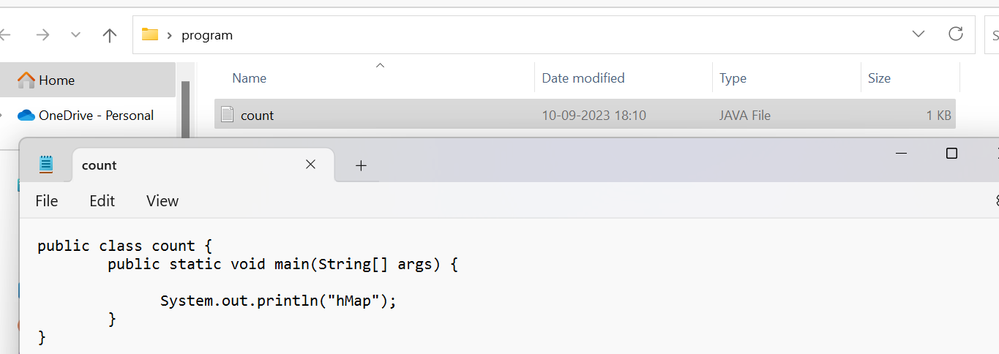 program
S
Home
Name
Date modified
Type
Size
OneDrive - Personal
count
10-09-2023 18:10
JAVA File
1 KB
count
File
Edit
View
public class count {
public static void main(String[] args) {
System.out.println("hMap");
}
}